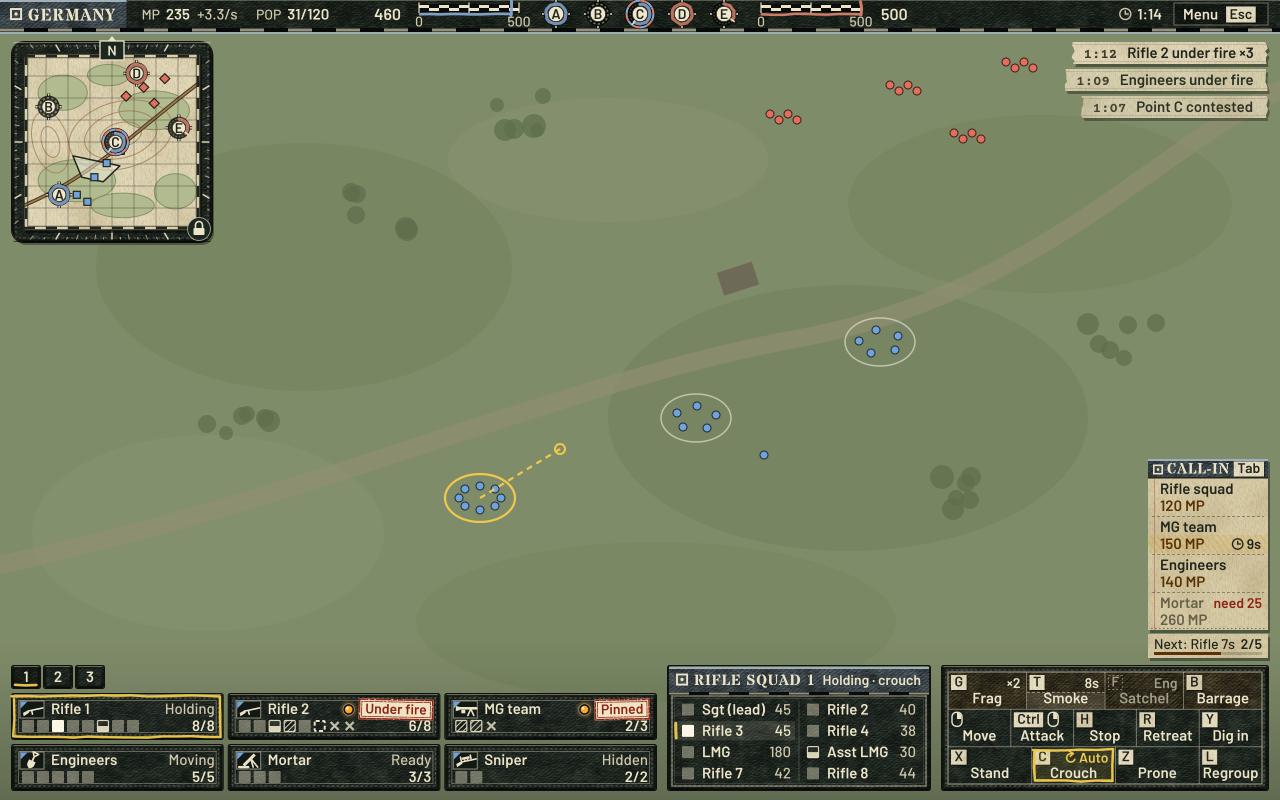 GERMANY MP 235 +3.3/s POP 31/120 460 0 500 A B C D E 0 500 500 1:14 Menu Esc
N
D
B
E
C
A
1:12 Rifle 2 under fire ×3
1:09 Engineers under fire
1:07 Point C contested
CALL-IN Tab
Rifle squad
120 MP
MG team
150 MP 9s
Engineers
140 MP
Mortar need 25
260 MP
Next: Rifle 7s 2/5
1 2 3
Rifle 1 Holding
8/8
Rifle 2 Under fire
6/8
MG team Pinned
2/3
Engineers Moving
5/5
Mortar Ready
3/3
Sniper Hidden
2/2
RIFLE SQUAD 1 Holding · crouch
Sgt (lead) 45 Rifle 2 40
Rifle 3 45 Rifle 4 38
LMG 180 Asst LMG 30
Rifle 7 42 Rifle 8 44
G ×2 T 8s F Eng B
Frag Smoke Satchel Barrage
Ctrl H R Y
Move Attack Stop Retreat Dig in
X C Auto Z L
Stand Crouch Prone Regroup